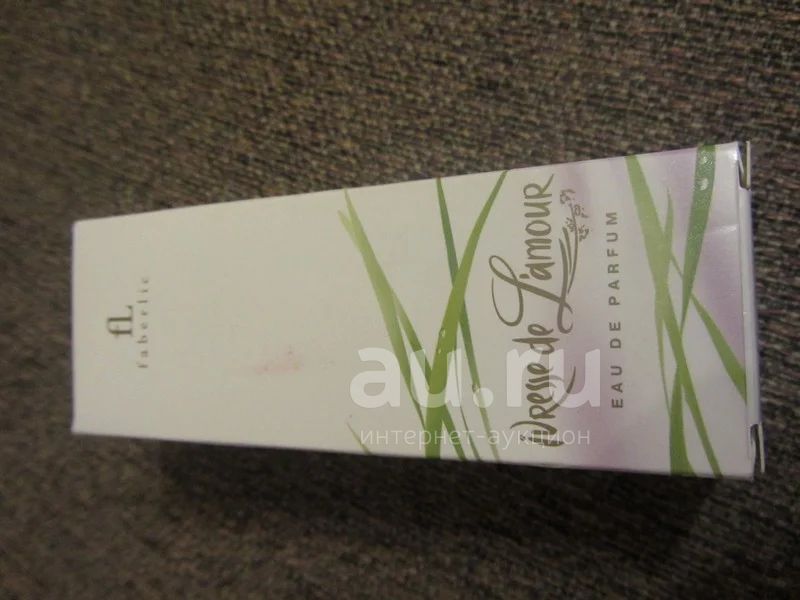 fL
faberlic
Ivresse de L'amour
EAU DE PARFUM
au.ru
интернет-аукцион